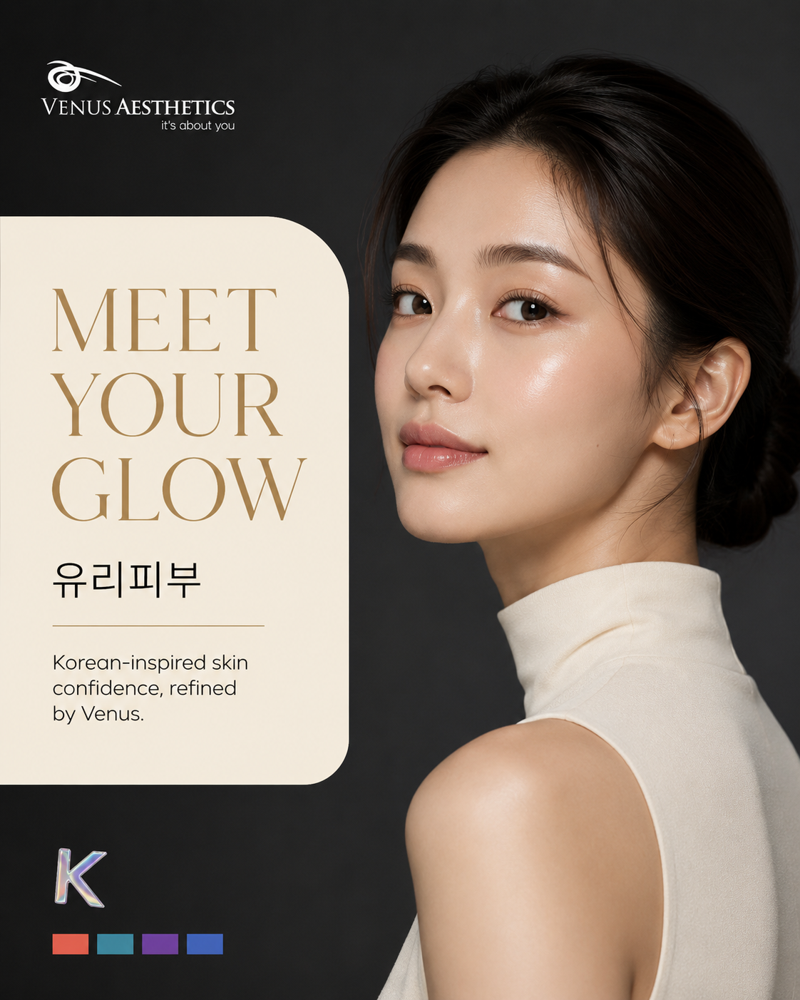 VENUS AESTHETICS
it's about you
MEET
YOUR
GLOW
유리피부
Korean-inspired skin
confidence, refined
by Venus.
K